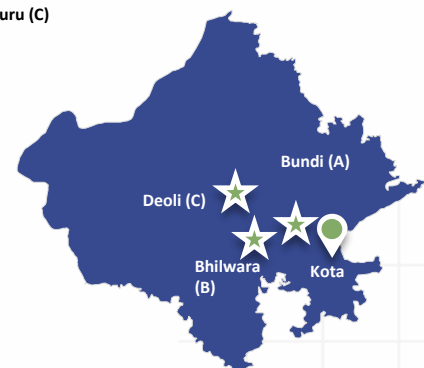 uru (C)
Bundi (A)
Deoli (C)
Bhilwara
(B)
Kota